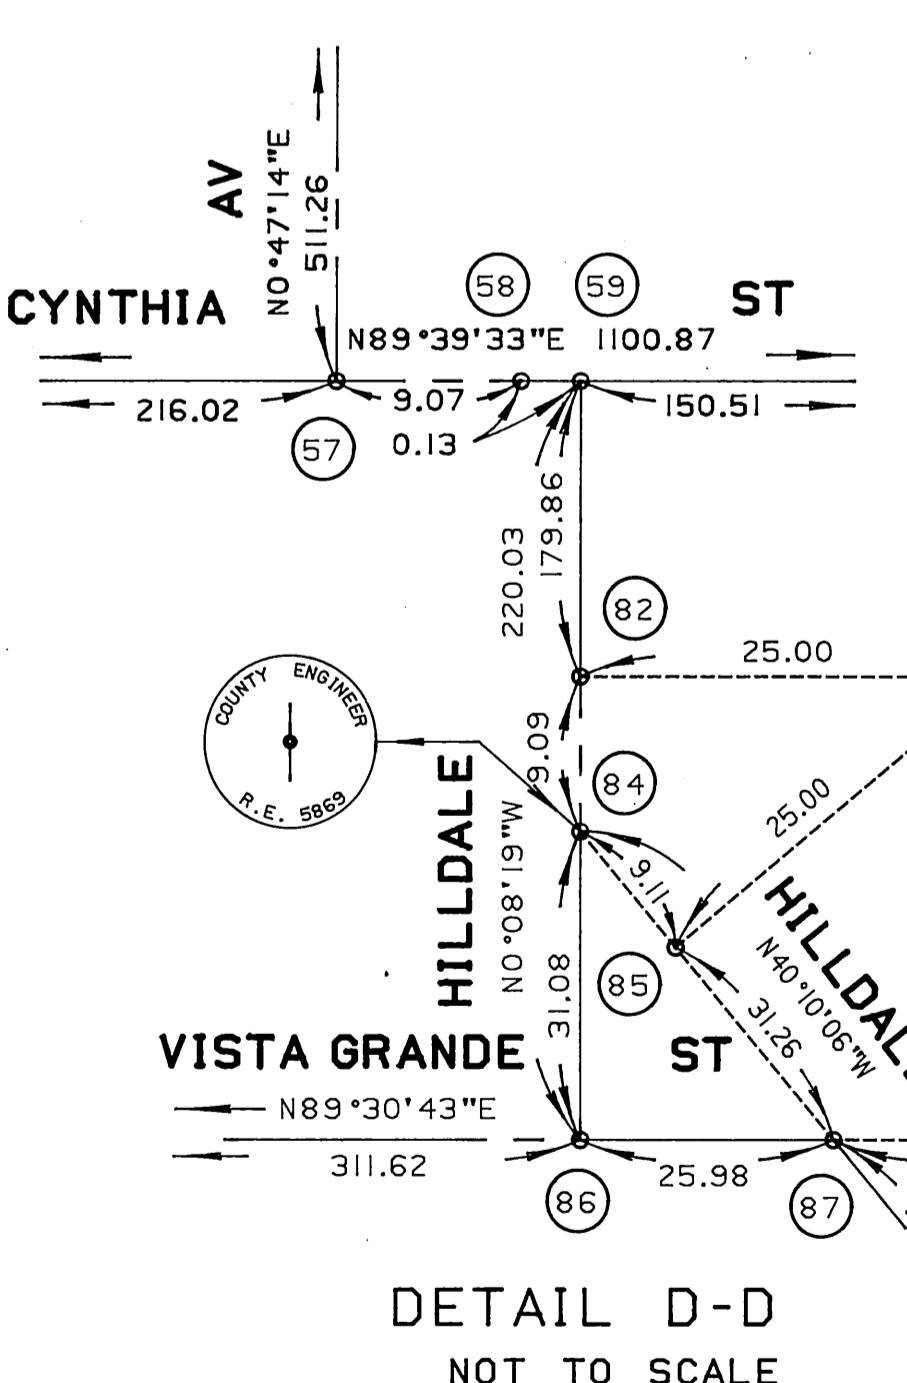 AV
N0°47'14"E
511.26
58
59
CYNTHIA
ST
N89°39'33"E 1100.87
216.02
9.07
150.51
57
0.13
220.03
179.86
82
25.00
COUNTY ENGINEER
R.E. 5869
9.09
84
HILLDALE
N0°08'19"W
25.00
9.11
31.08
85
HILLDAL
N40°10'06"W
31.26
VISTA GRANDE
ST
N89°30'43"E
311.62
25.98
86
87
DETAIL D-D
NOT TO SCALE